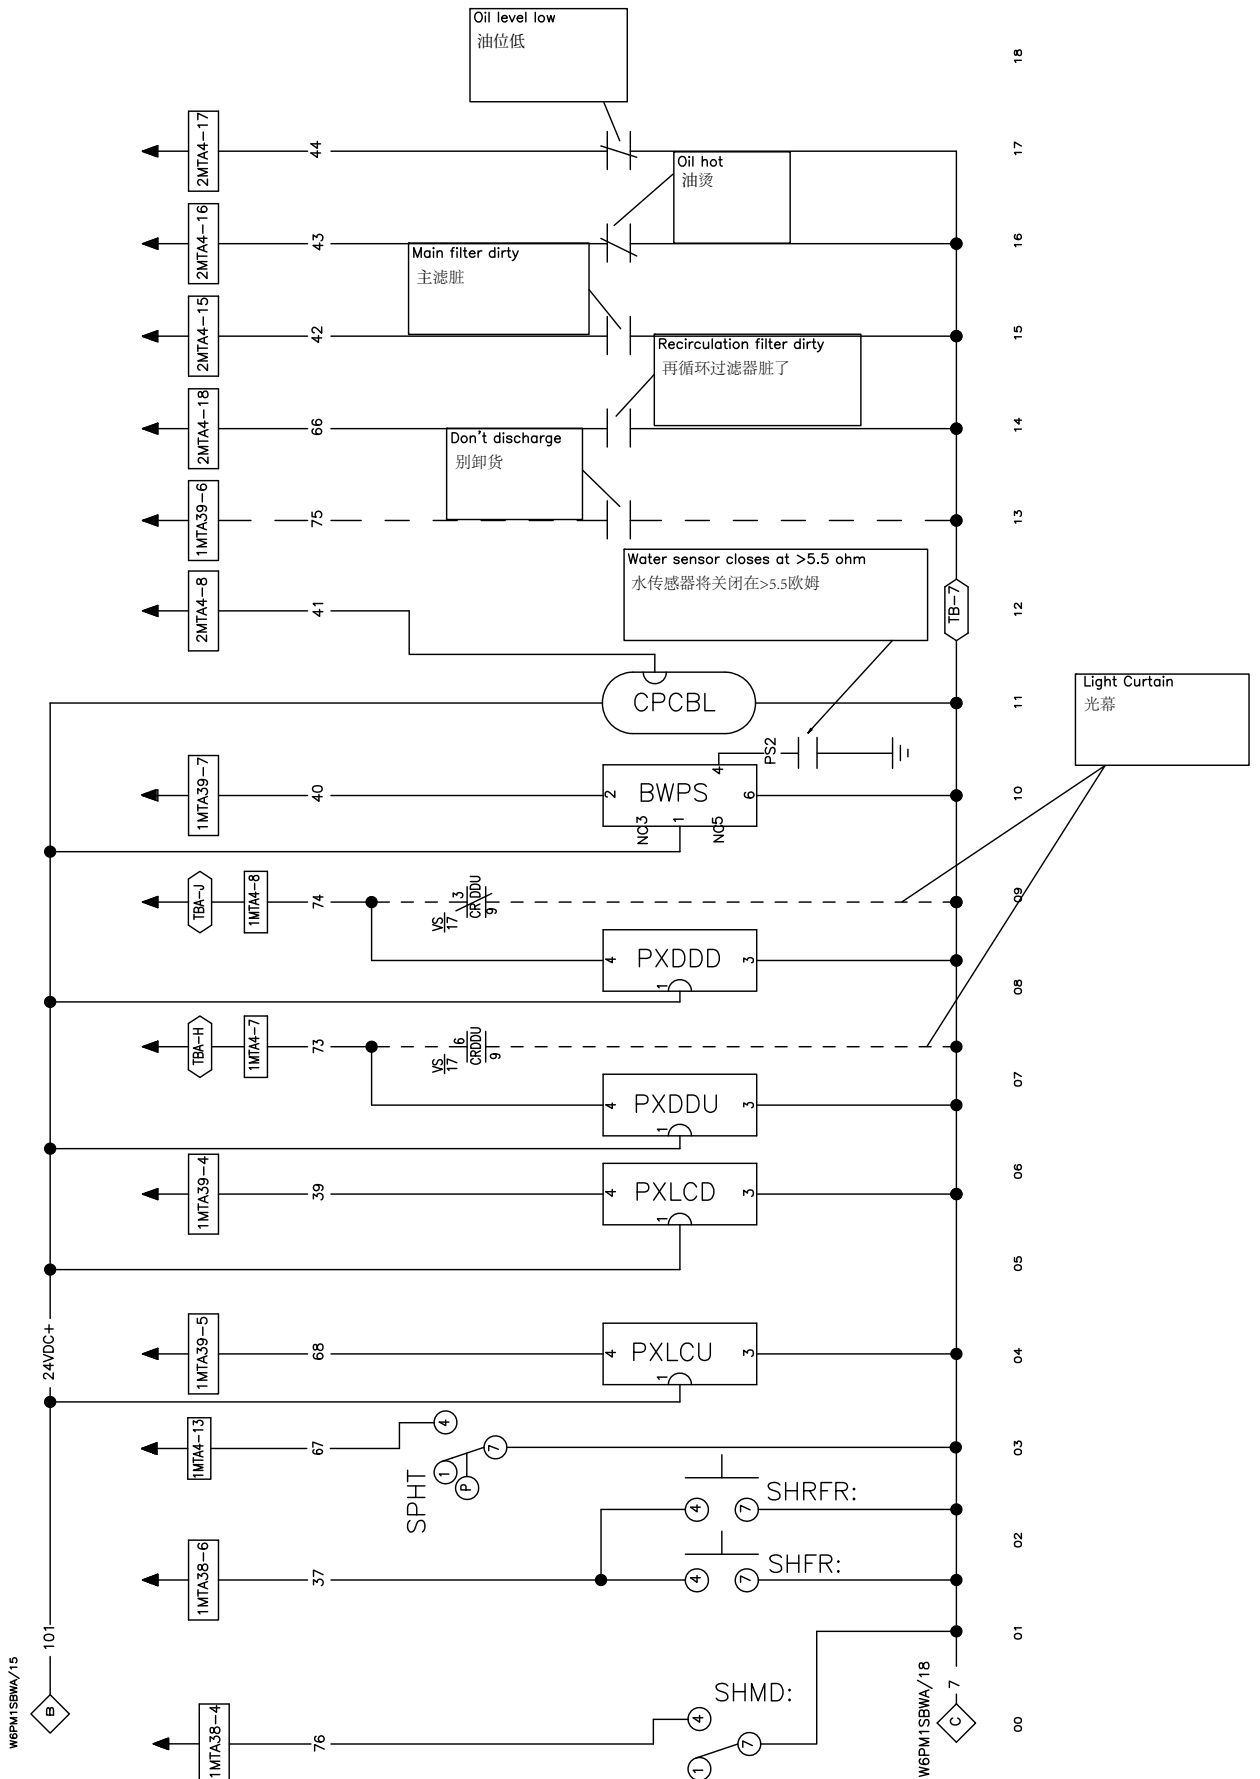 Oil level low
油位低
18
2MTA4-17
44
17
Oil hot
油烫
2MTA4-16
43
16
Main filter dirty
主滤脏
2MTA4-15
42
15
Recirculation filter dirty
再循环过滤器脏了
2MTA4-18
66
14
Don't discharge
别卸货
1MTA39-6
75
13
Water sensor closes at >5.5 ohm
水传感器将关闭在>5.5欧姆
2MTA4-8
41
TB-7
12
Light Curtain
光幕
CPCBL
11
PS2
4
1MTA39-7
40
2
BWPS
6
10
NC3
1
NC5
TBA-J
1MTA4-8
74
VS
17
3
CRDDU
9
09
4
PXDDD
3
1
08
TBA-H
1MTA4-7
73
VS
17
6
CRDDU
9
07
4
PXDDU
3
1
1MTA39-4
39
4
PXLCD
3
1
06
05
24VDC+
1MTA39-5
68
4
PXLCU
3
1
04
1MTA4-13
67
4
7
1
P
SPHT
03
SHRFR:
4
7
02
1MTA38-6
37
SHFR:
4
7
101
01
W6PM1SBWA/15
B
SHMD:
1MTA38-4
76
4
7
1
W6PM1SBWA/18
C
7
00